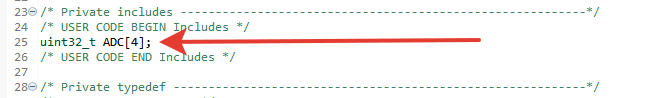 23 /* Private includes -----------------------------------------------------------*/
24 /* USER CODE BEGIN Includes */
25 uint32_t ADC[4];
26 /* USER CODE END Includes */
27
28 /* Private typedef -----------------------------------------------------------*/